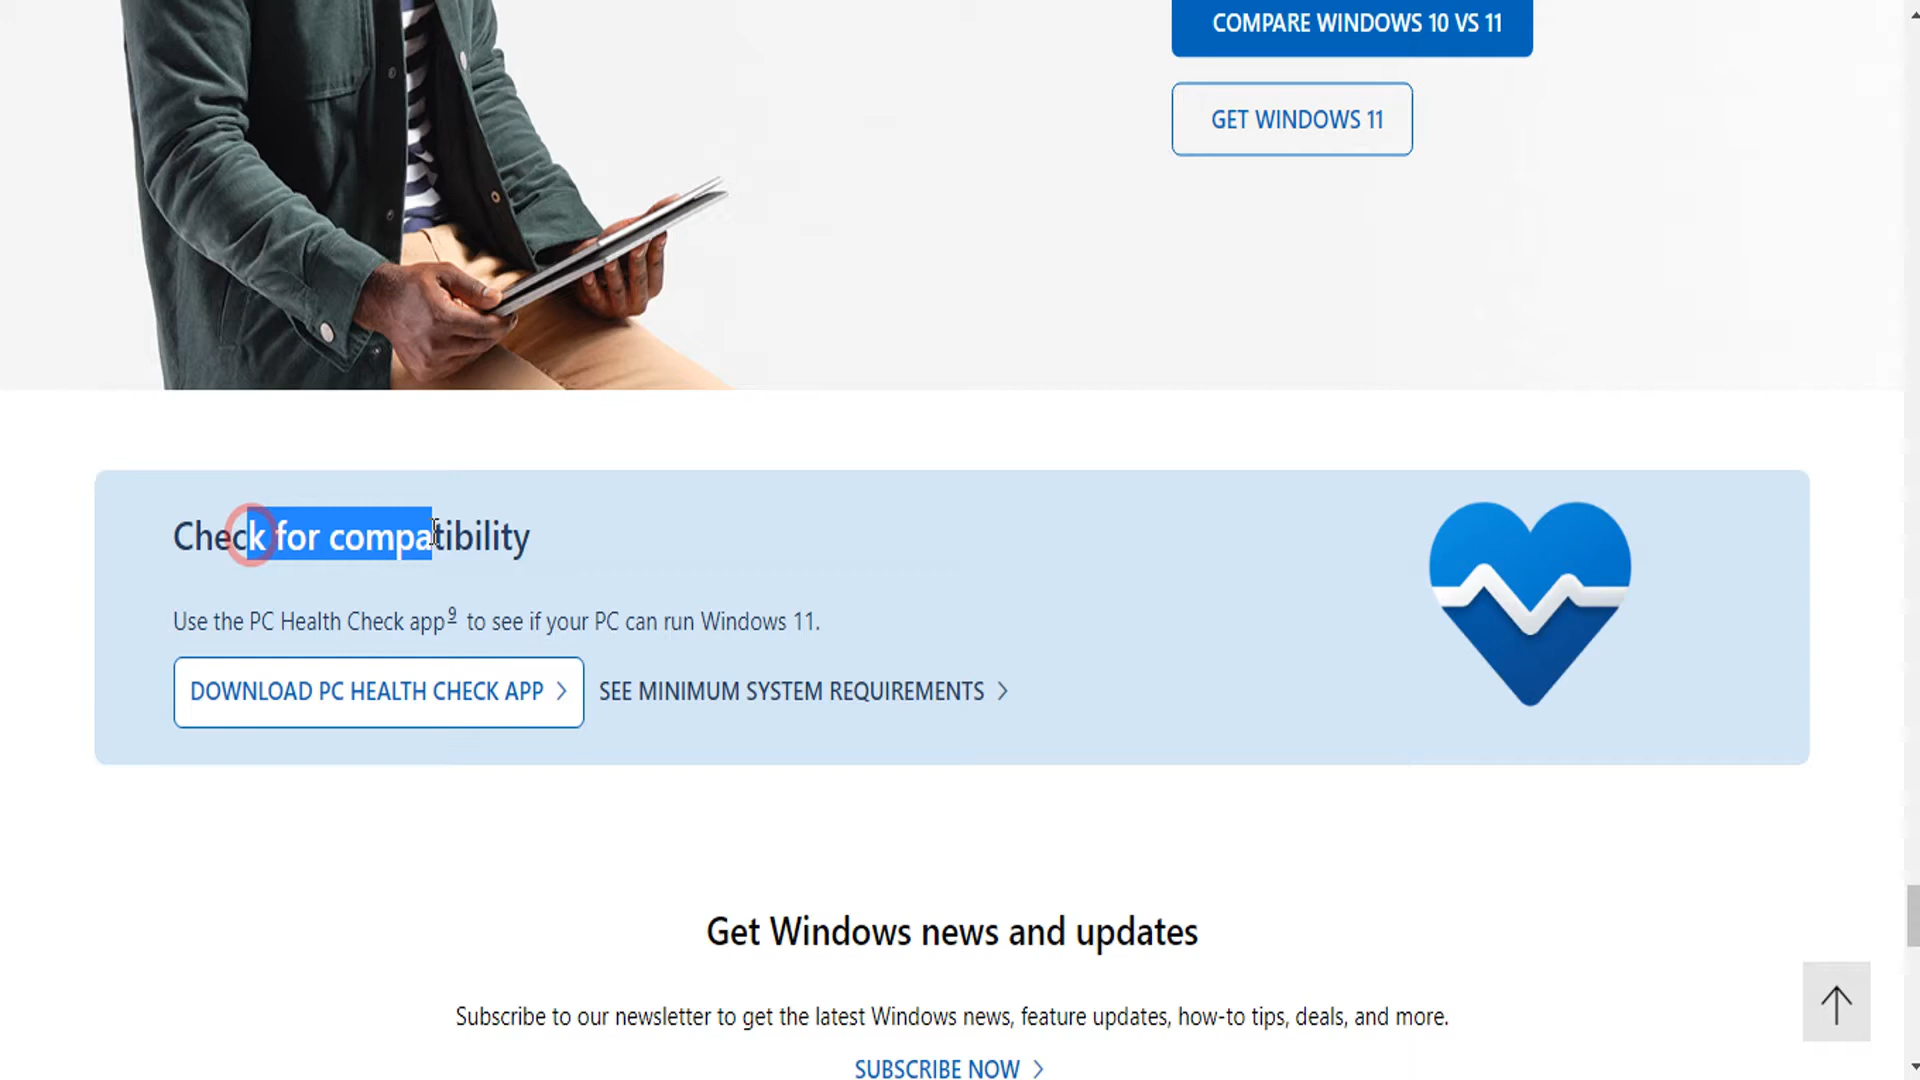 COMPARE WINDOWS 10 VS 11
GET WINDOWS 11
Check for compatibility
Use the PC Health Check app9 to see if your PC can run Windows 11.
DOWNLOAD PC HEALTH CHECK APP
SEE MINIMUM SYSTEM REQUIREMENTS
Get Windows news and updates
Subscribe to our newsletter to get the latest Windows news, feature updates, how-to tips, deals, and more.
SUBSCRIBE NOW